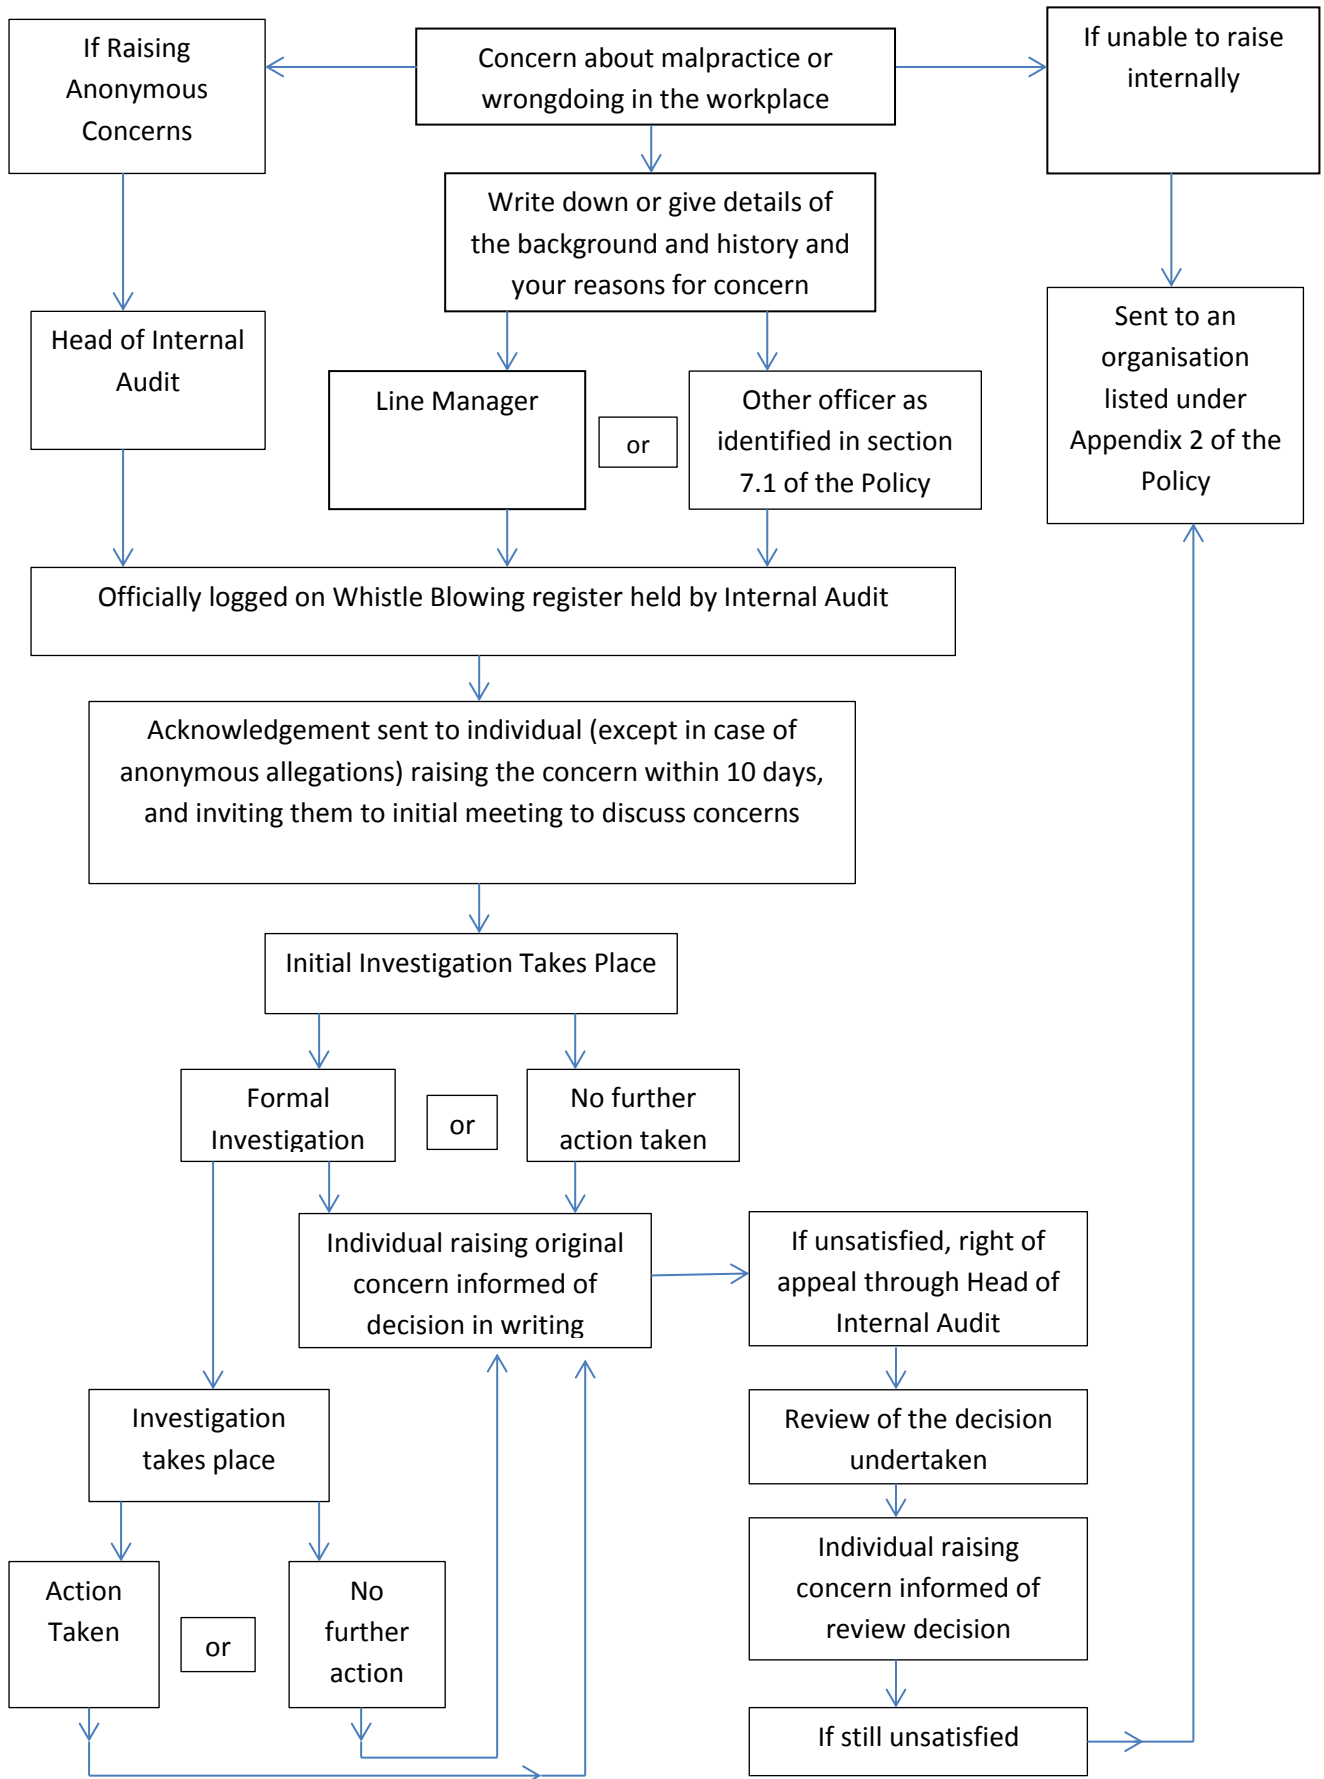 If Raising
Anonymous
Concerns
Concern about malpractice or
wrongdoing in the workplace
If unable to raise
internally
Write down or give details of
the background and history and
your reasons for concern
Head of Internal
Audit
Line Manager
or
Other officer as
identified in section
7.1 of the Policy
Sent to an
organisation
listed under
Appendix 2 of the
Policy
Officially logged on Whistle Blowing register held by Internal Audit
Acknowledgement sent to individual (except in case of
anonymous allegations) raising the concern within 10 days,
and inviting them to initial meeting to discuss concerns
Initial Investigation Takes Place
Formal
Investigation
or
No further
action taken
Individual raising original
concern informed of
decision in writing
If unsatisfied, right of
appeal through Head of
Internal Audit
Investigation
takes place
Review of the decision
undertaken
Action
Taken
or
No
further
action
Individual raising
concern informed of
review decision
If still unsatisfied